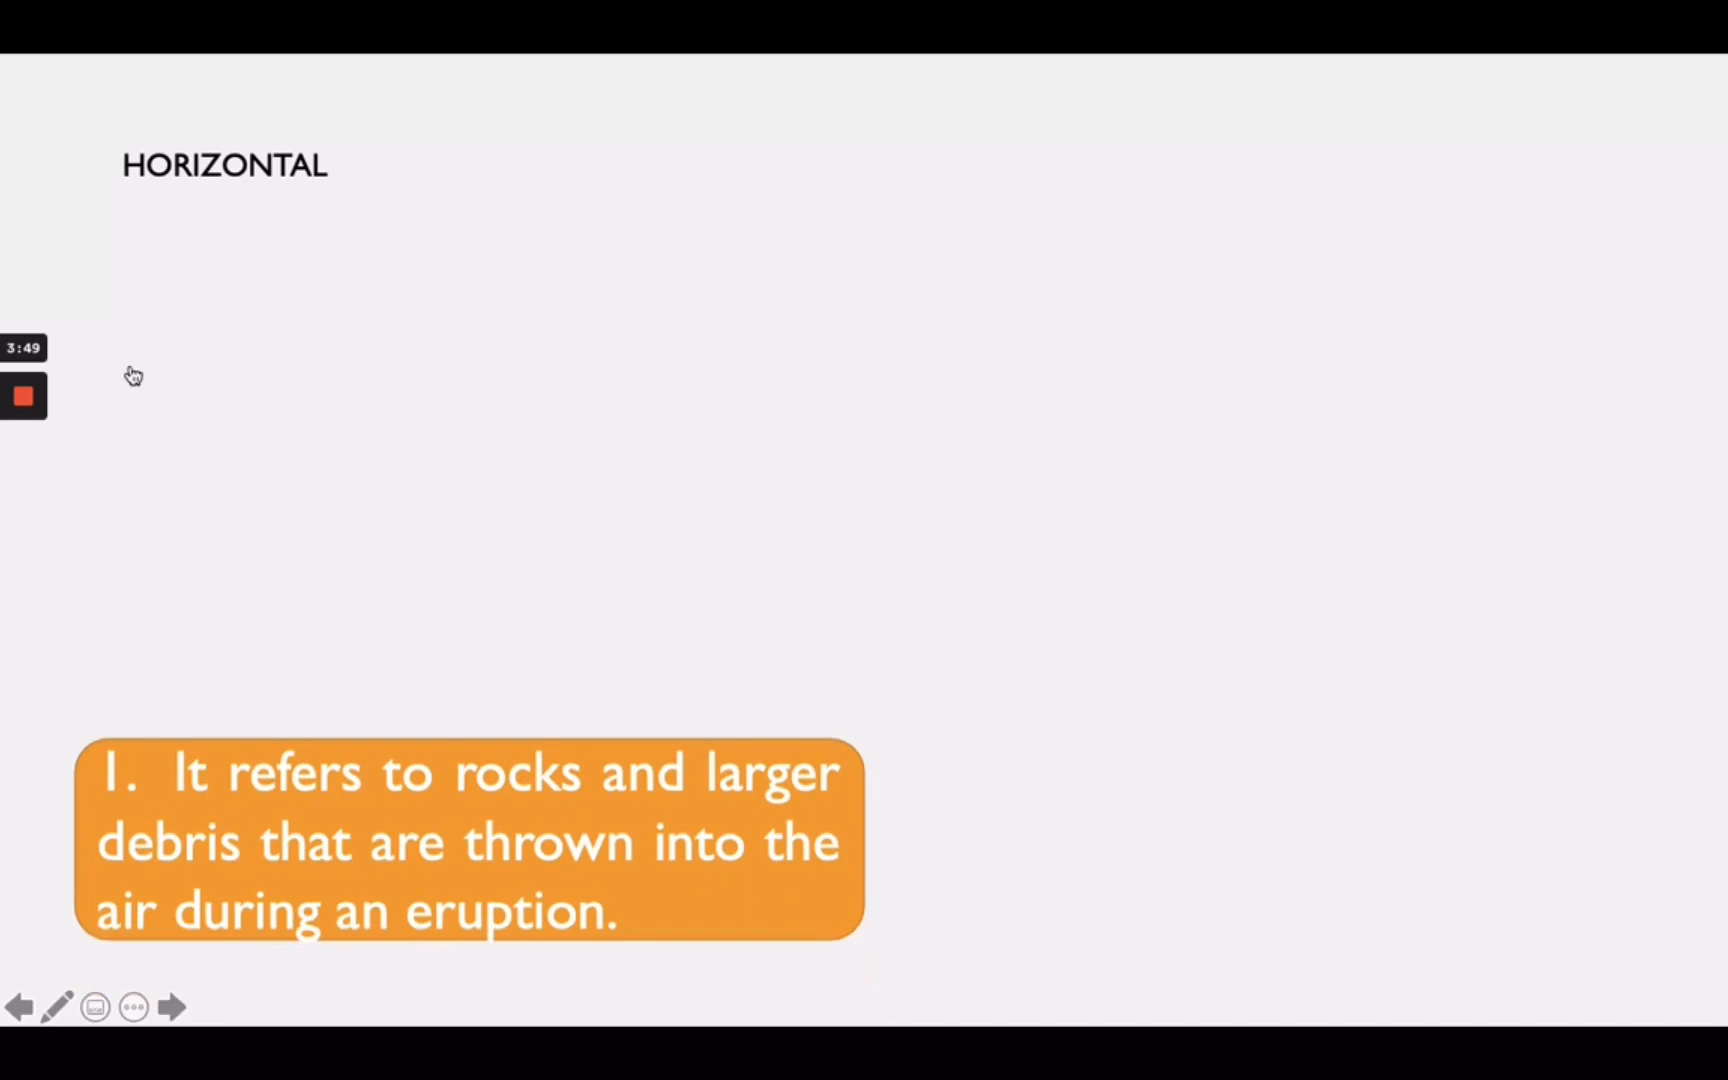 HORIZONTAL
3:49
1. It refers to rocks and larger
debris that are thrown into the
air during an eruption.